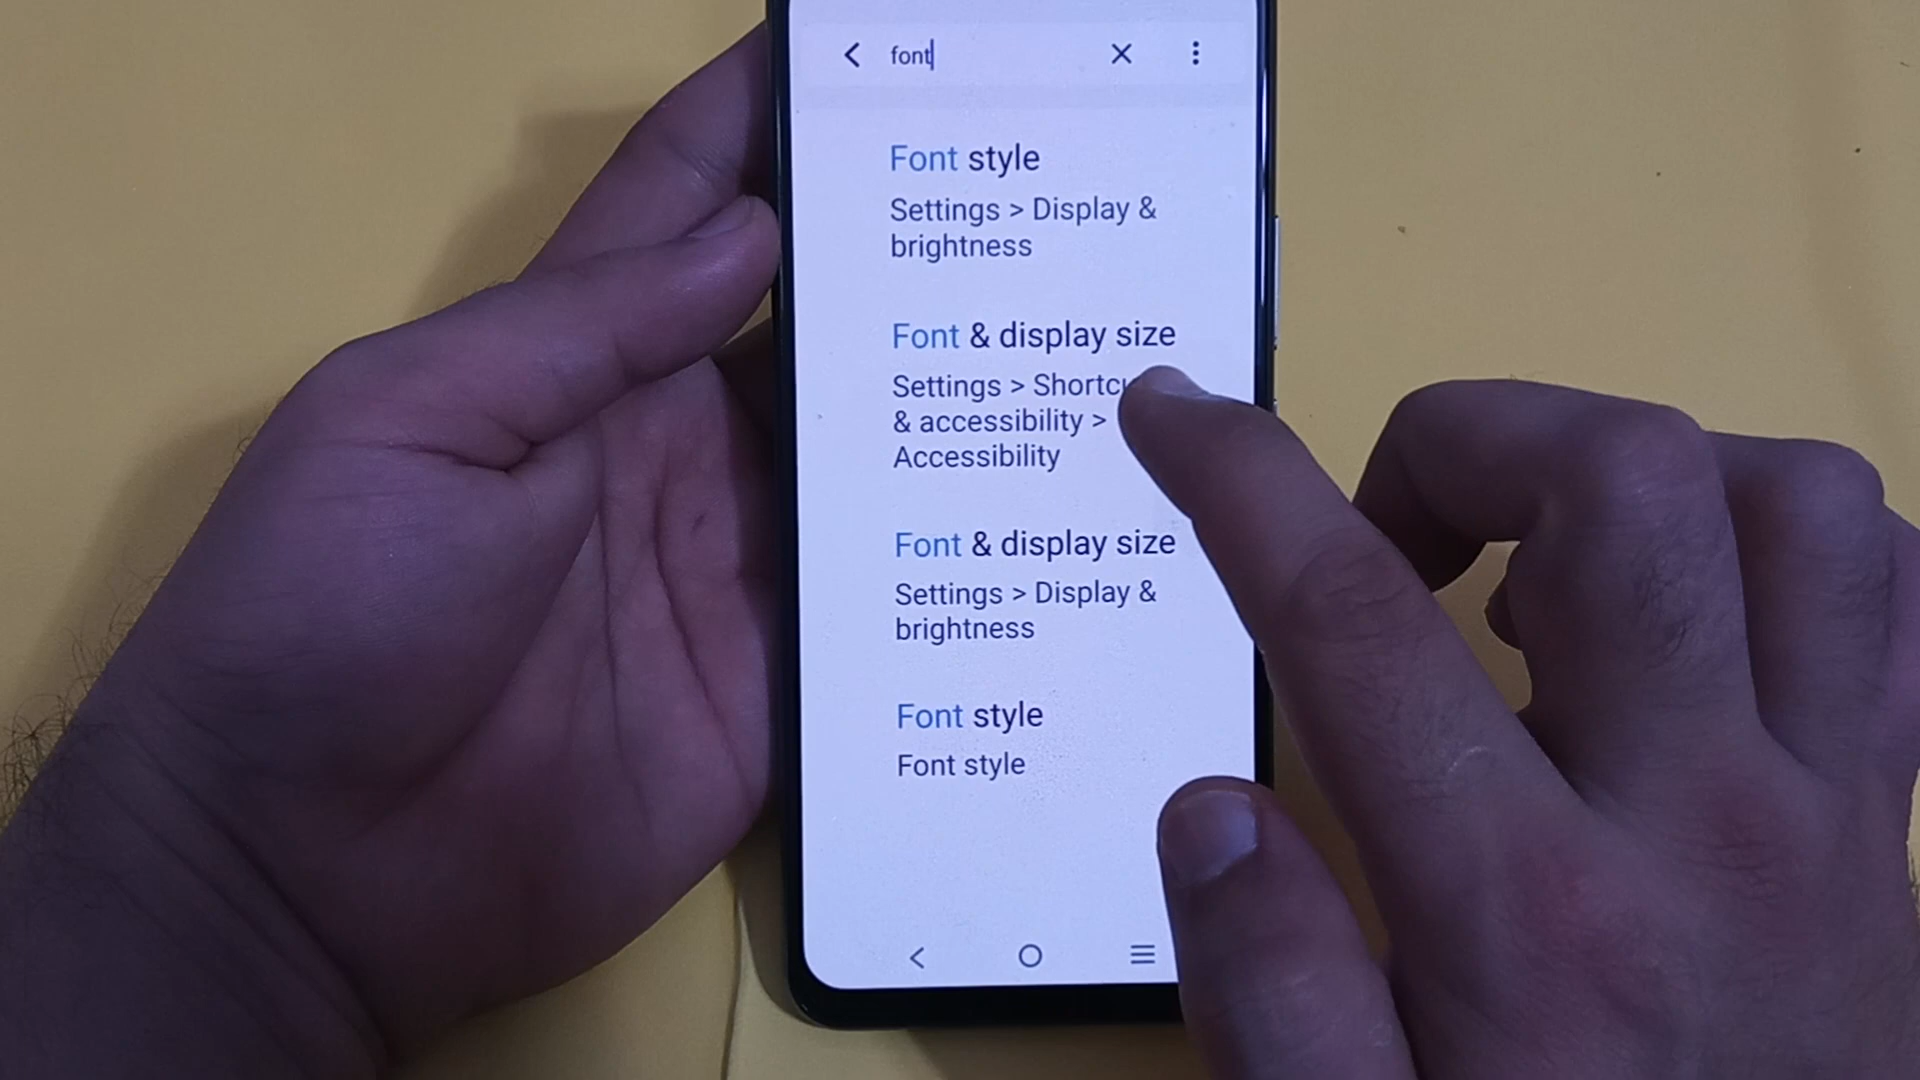 font
Font style
Settings > Display &
brightness
Font & display size
Settings >
& accessibility >
Accessibility
Font & display size
Settings > Display &
brightness
Font style
Font style